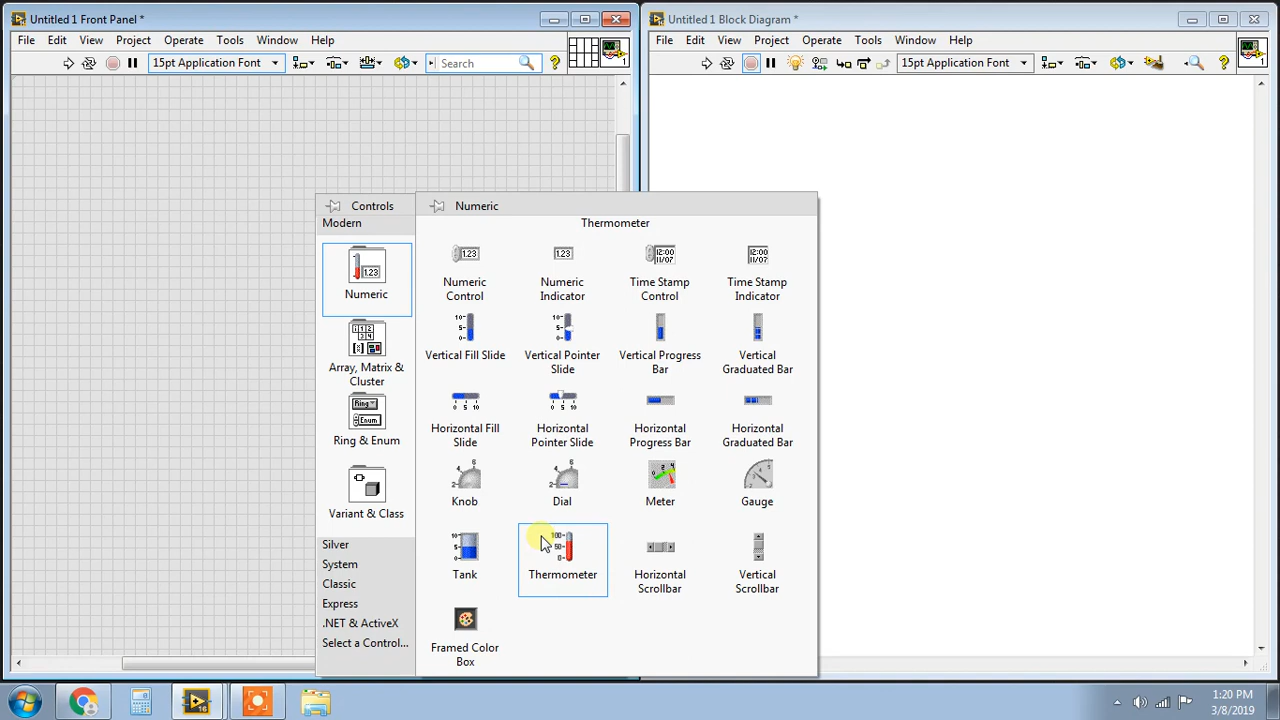 Untitled 1 Front Panel *
File Edit View Project Operate Tools Window Help
15pt Application Font
Search
?
1
Untitled 1 Block Diagram *
File Edit View Project Operate Tools Window Help
15pt Application Font
?
1
Controls
Modern
Numeric
Array, Matrix &
Cluster
Ring & Enum
Variant & Class
Silver
System
Classic
Express
.NET & ActiveX
Select a Control...
Numeric
Thermometer
Numeric
Control
Numeric
Indicator
Time Stamp
Control
Time Stamp
Indicator
Vertical Fill Slide
Vertical Pointer
Slide
Vertical Progress
Bar
Vertical
Graduated Bar
Horizontal Fill
Slide
Horizontal
Pointer Slide
Horizontal
Progress Bar
Horizontal
Graduated Bar
Knob
Dial
Meter
Gauge
Tank
Thermometer
Horizontal
Scrollbar
Vertical
Scrollbar
Framed Color
Box
1:20 PM
3/8/2019